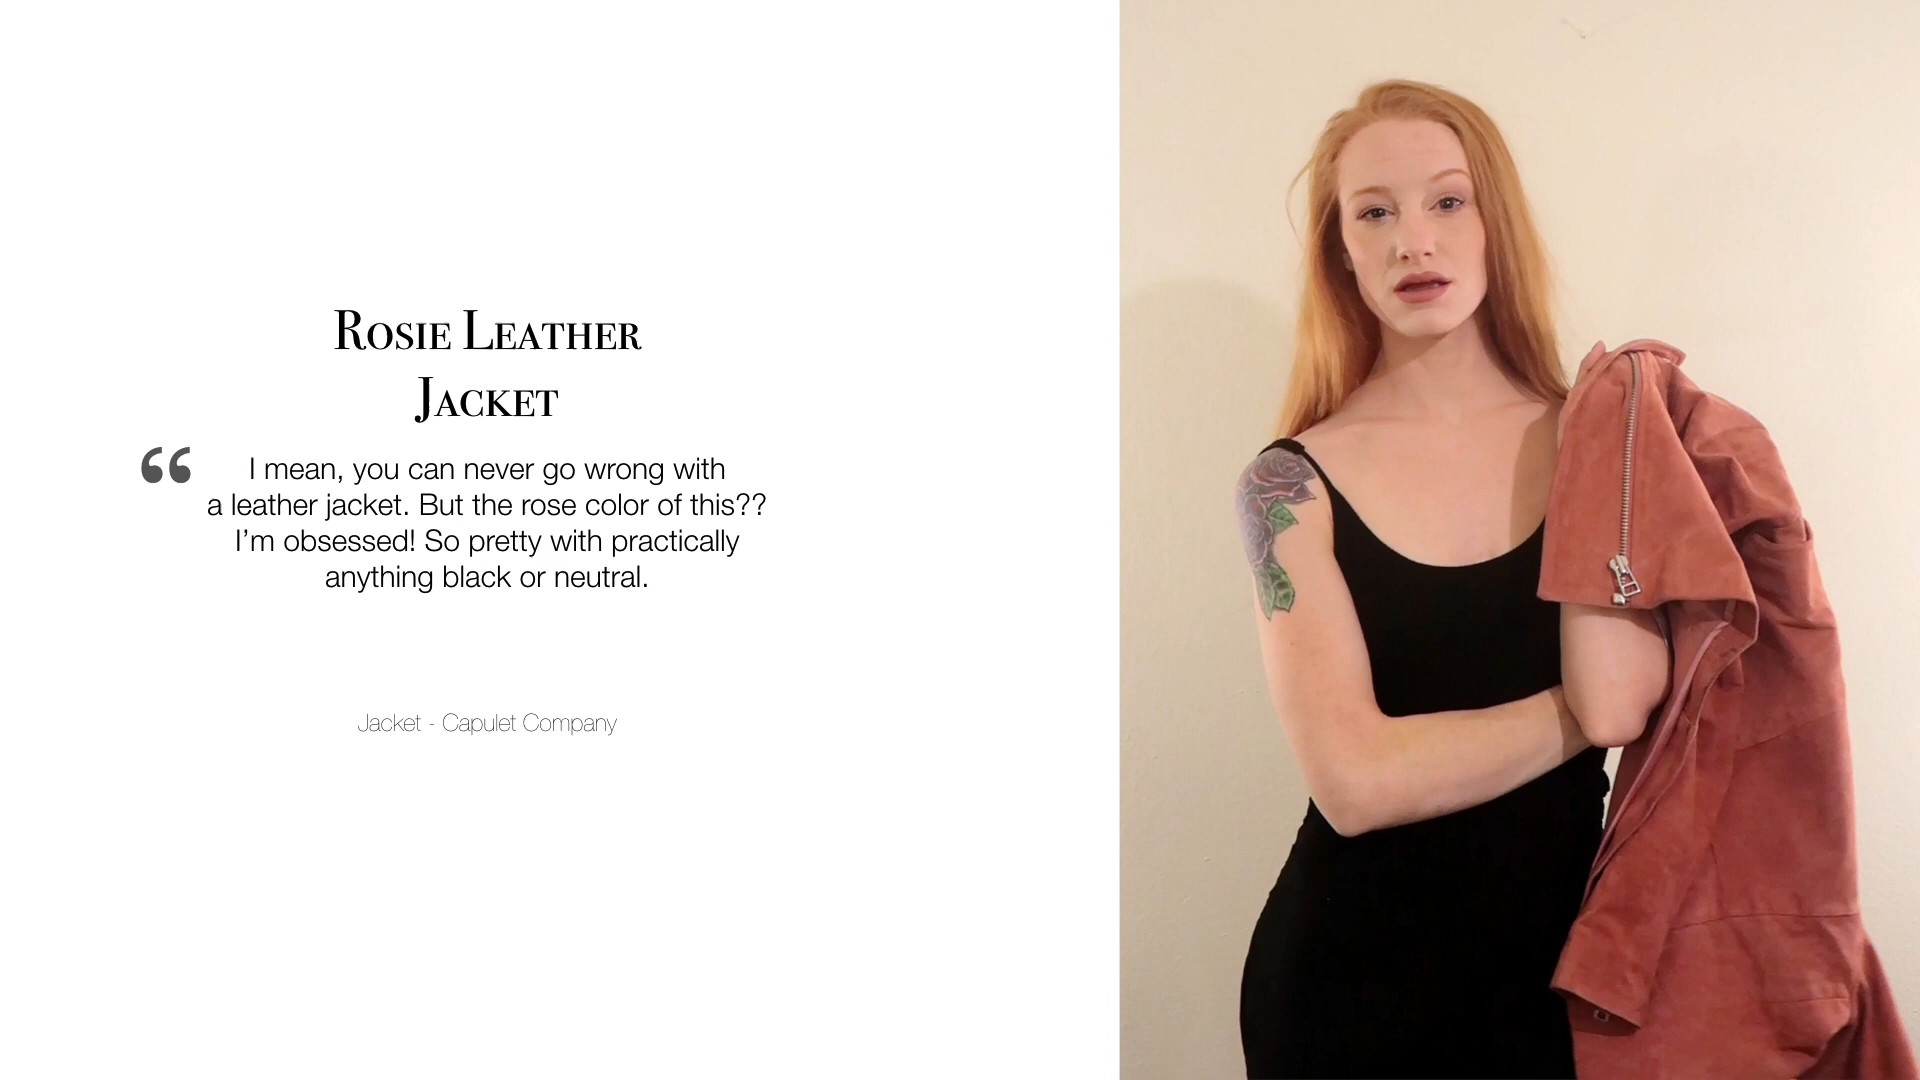 Rosie Leather
Jacket
“ I mean, you can never go wrong with
a leather jacket. But the rose color of this??
I’m obsessed! So pretty with practically
anything black or neutral.
Jacket - Capulet Company